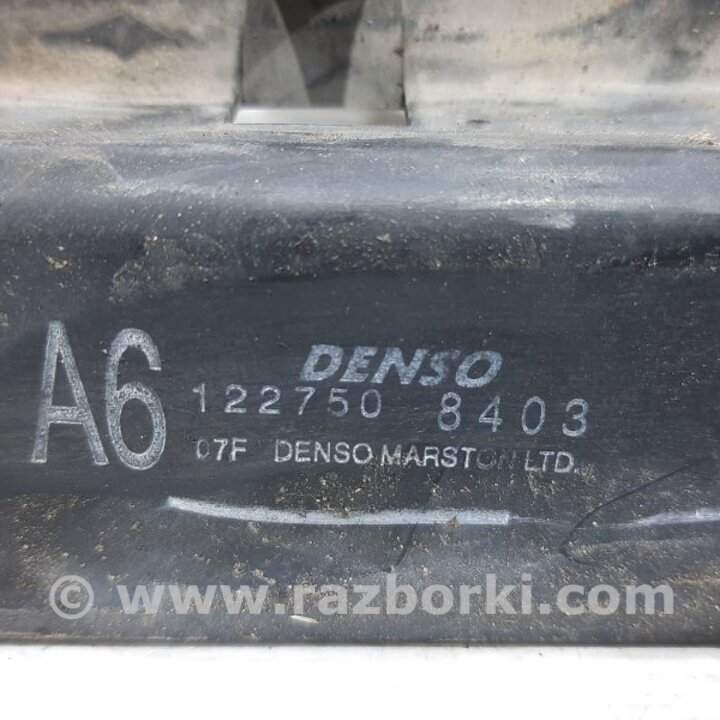 DENSO
A6 122750 8403
07F DENSO MARSTON LTD.
© www.razborki.com